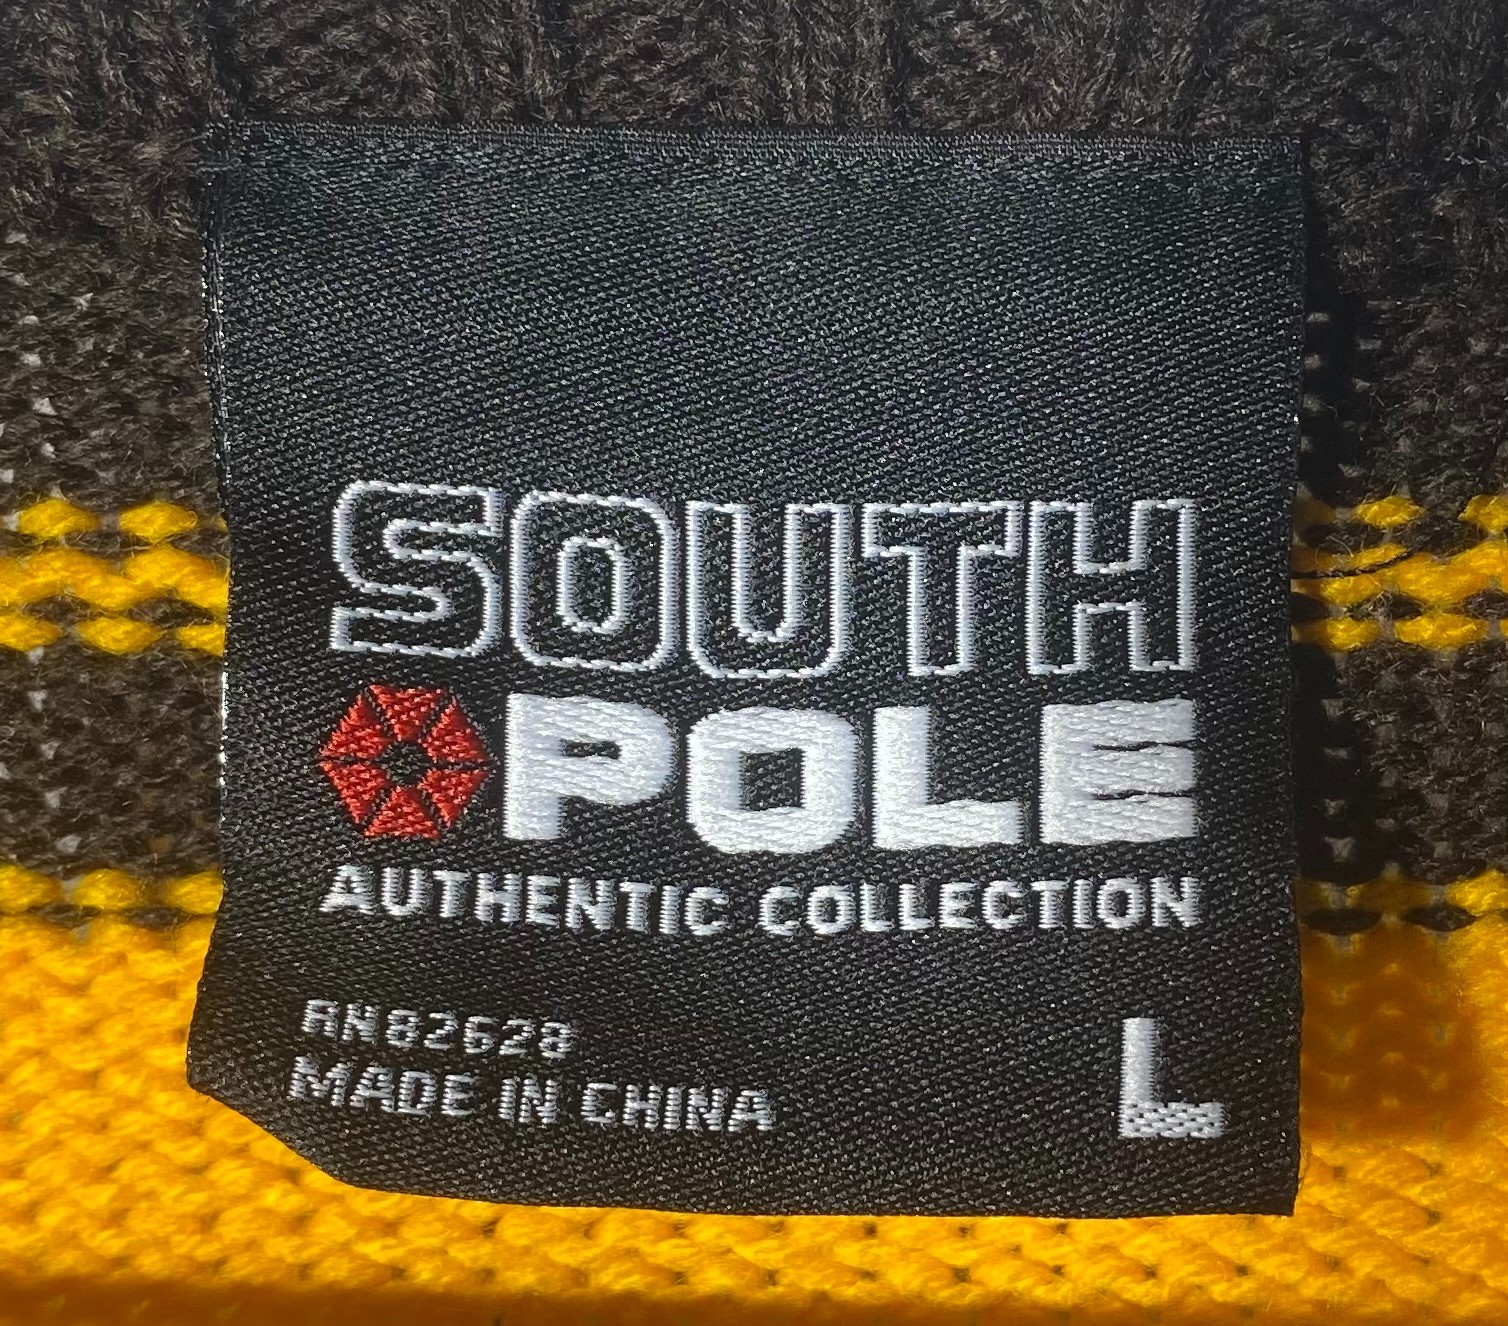 SOUTH
POLE
AUTHENTIC COLLECTION
RN82628
MADE IN CHINA
L